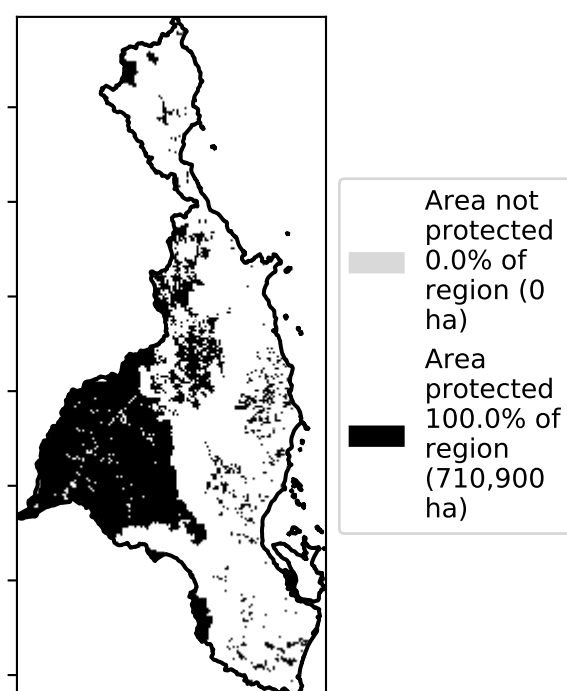 Area not
protected
0.0% of
region (0
ha)
Area
protected
100.0% of
region
(710,900
ha)